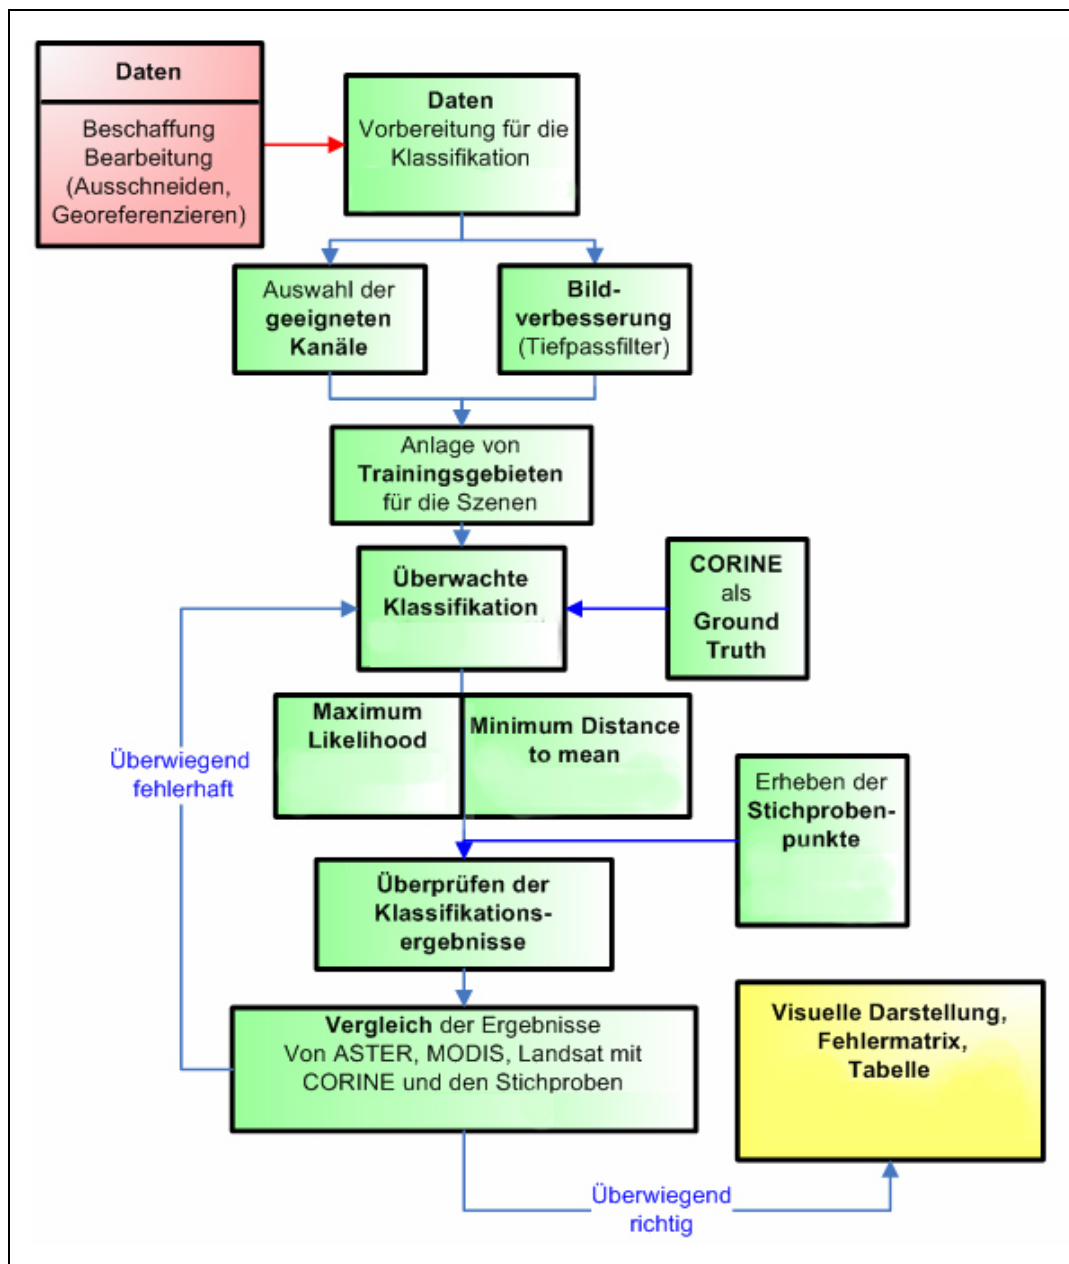 Daten
Beschaffung
Bearbeitung
(Ausschneiden,
Georeferenzieren)
Daten
Vorbereitung für die
Klassifikation
Auswahl der
geeigneten
Kanäle
Bild-
verbesserung
(Tiefpassfilter)
Anlage von
Trainingsgebieten
für die Szenen
Überwachte
Klassifikation
CORINE
als
Ground
Truth
Maximum
Likelihood
Minimum Distance
to mean
Überwiegend
fehlerhaft
Erheben der
Stichproben-
punkte
Überprüfen der
Klassifikations-
ergebnisse
Vergleich der Ergebnisse
Von ASTER, MODIS, Landsat mit
CORINE und den Stichproben
Visuelle Darstellung,
Fehlermatrix,
Tabelle
Überwiegend
richtig